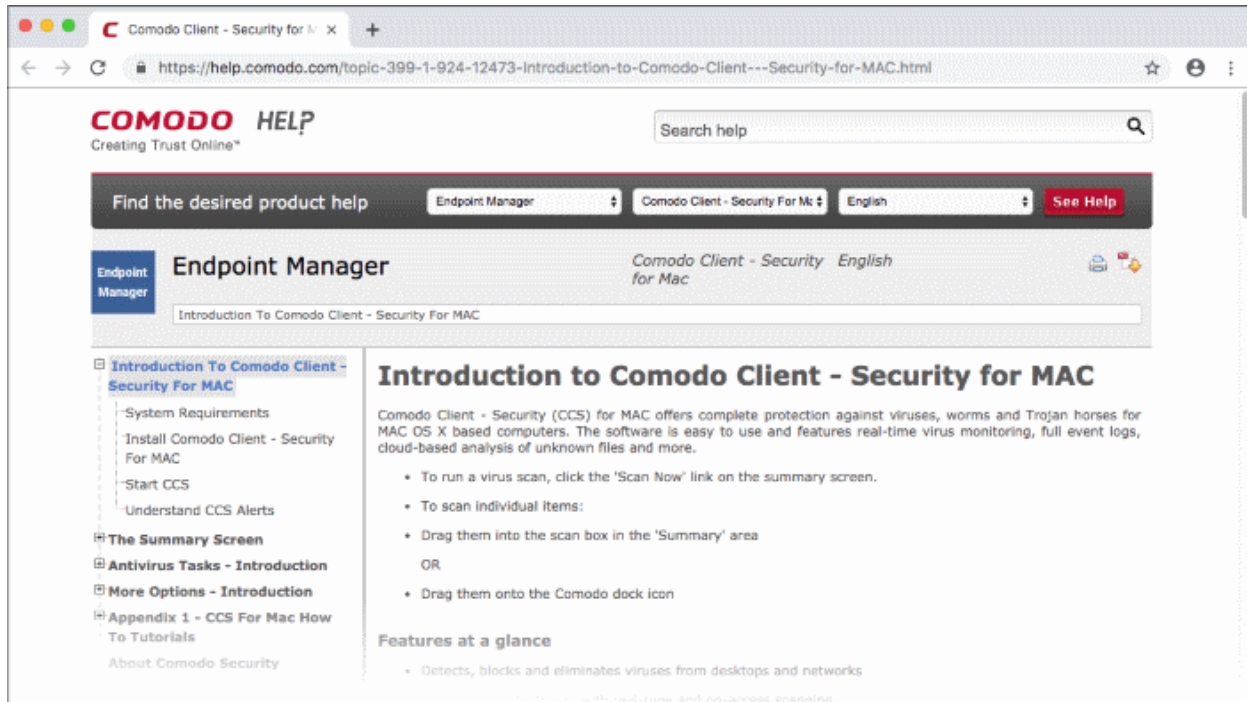 Comodo Client - Security for M
https://help.comodo.com/topic-399-1-924-12473-Introduction-to-Comodo-Client---Security-for-MAC.html
COMODO HELP
Creating Trust Online™
Search help
Find the desired product help
Endpoint Manager
Comodo Client - Security For Ma
English
See Help
Endpoint
Manager
Endpoint Manager
Comodo Client - Security
for Mac
English
Introduction To Comodo Client - Security For MAC
Introduction To Comodo Client -
Security For MAC
System Requirements
Install Comodo Client - Security
For MAC
Start CCS
Understand CCS Alerts
The Summary Screen
Antivirus Tasks - Introduction
More Options - Introduction
Appendix 1 - CCS For Mac How
To Tutorials
About Comodo Security
Introduction to Comodo Client - Security for MAC
Comodo Client - Security (CCS) for MAC offers complete protection against viruses, worms and Trojan horses for
MAC OS X based computers. The software is easy to use and features real-time virus monitoring, full event logs,
cloud-based analysis of unknown files and more.
• To run a virus scan, click the 'Scan Now' link on the summary screen.
• To scan individual items:
• Drag them into the scan box in the 'Summary' area
OR
• Drag them onto the Comodo dock icon
Features at a glance
• Detects, blocks and eliminates viruses from desktops and networks